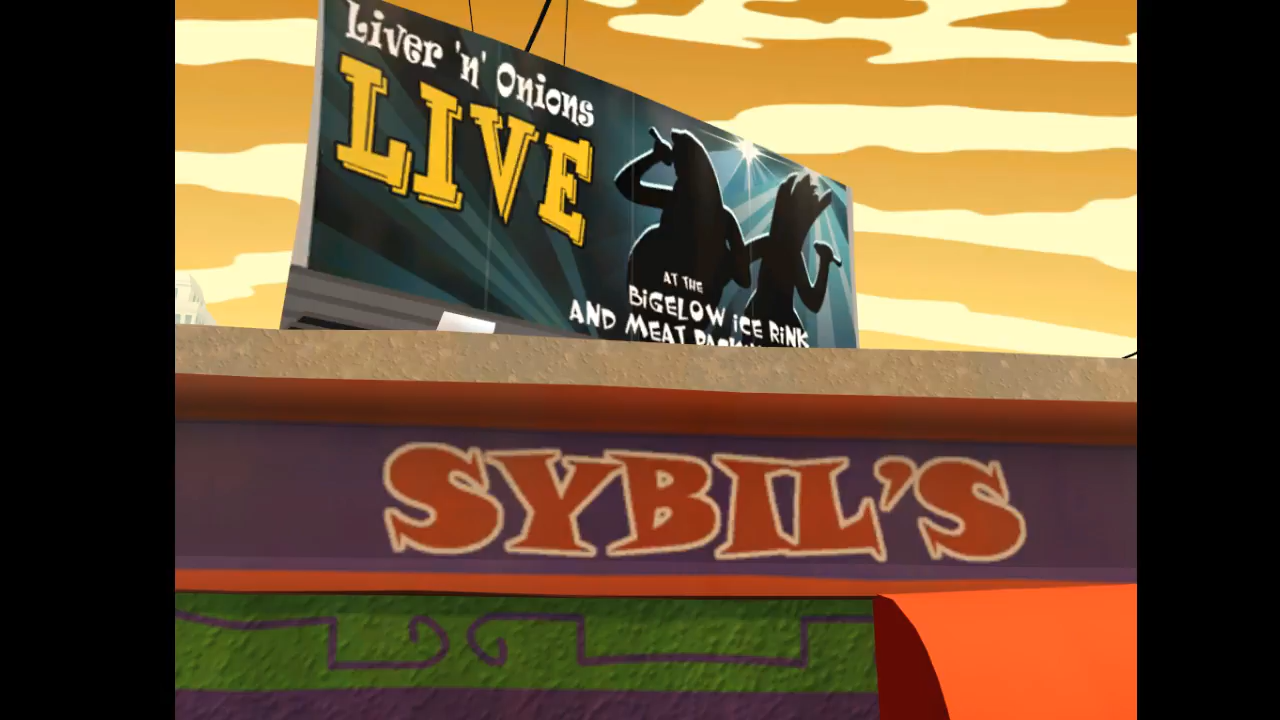 Liver 'n' Onions
LIVE
AT THE
BIGELOW ICE RINK
AND MEAT
SYBIL'S